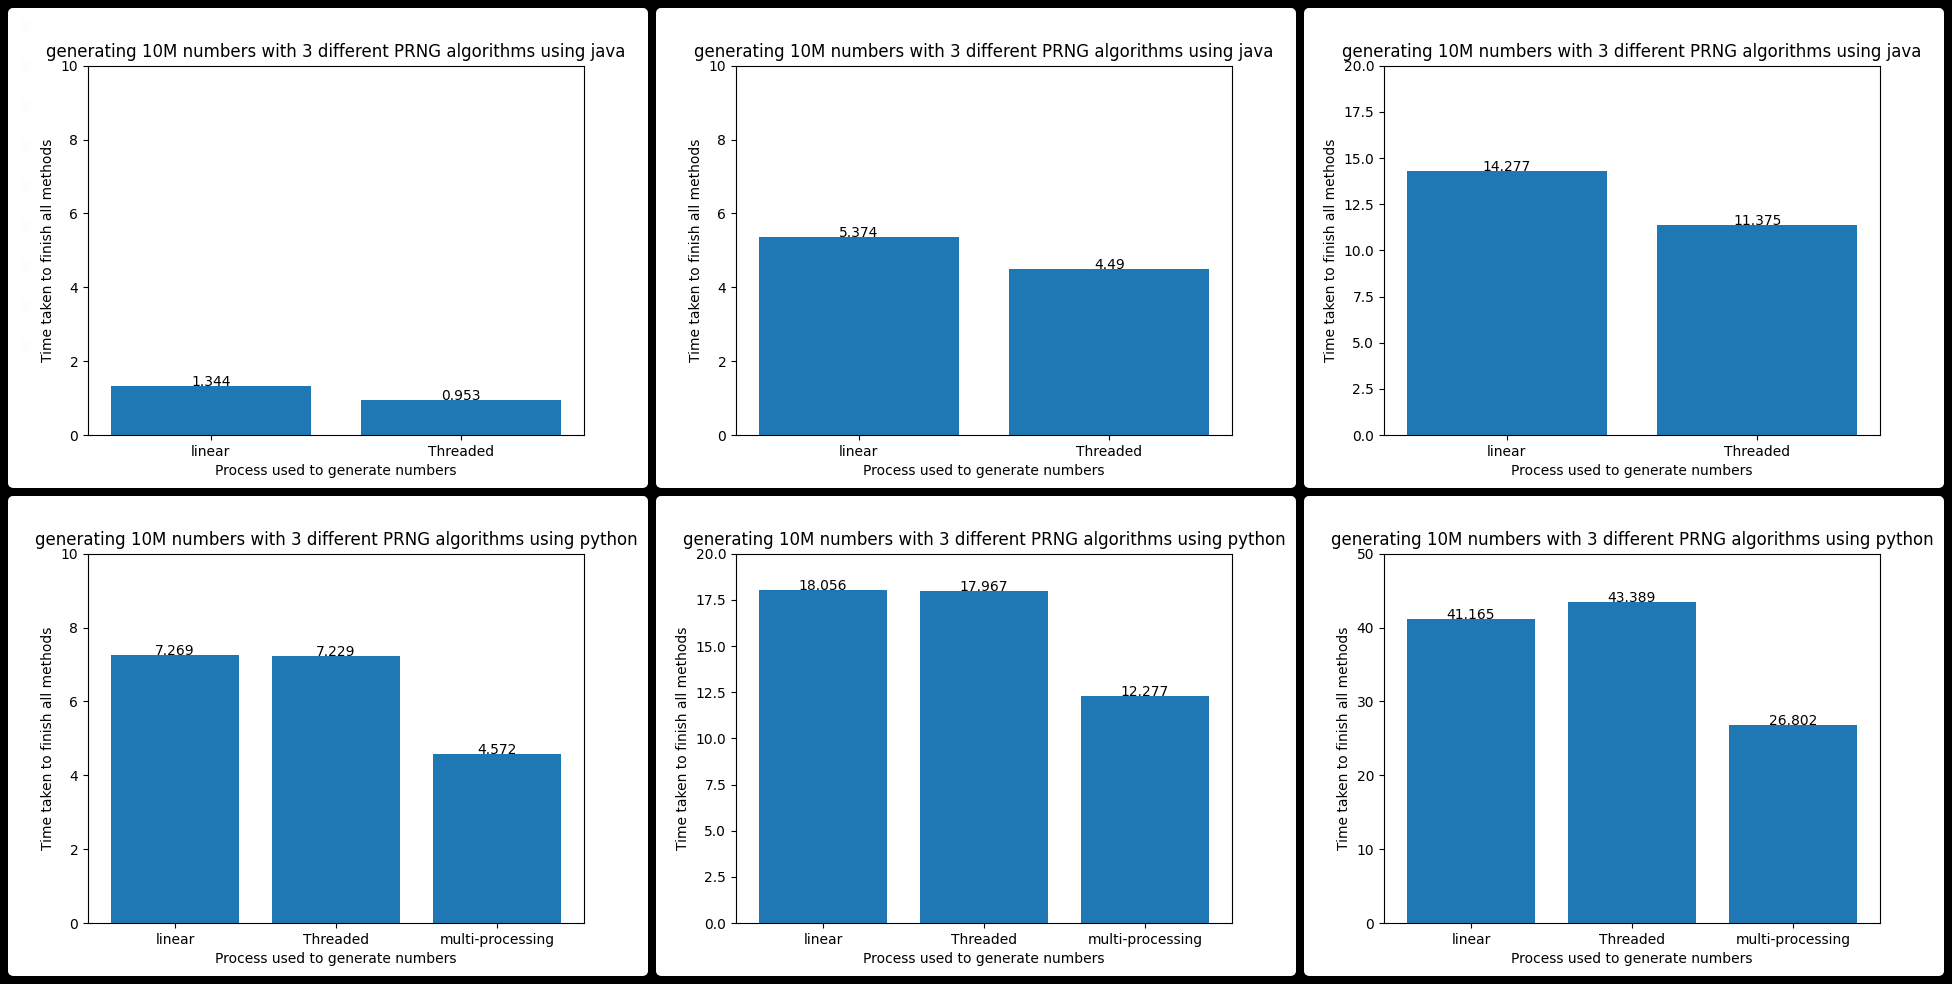 generating 10M numbers with 3 different PRNG algorithms using java
10
8
6
4
2
0
Time taken to finish all methods
1.344
0.953
linear Threaded
Process used to generate numbers
generating 10M numbers with 3 different PRNG algorithms using java
10
8
6
4
2
0
Time taken to finish all methods
5.374
4.49
linear Threaded
Process used to generate numbers
generating 10M numbers with 3 different PRNG algorithms using java
20.0
17.5
15.0
12.5
10.0
7.5
5.0
2.5
0.0
Time taken to finish all methods
14.277
11.375
linear Threaded
Process used to generate numbers
generating 10M numbers with 3 different PRNG algorithms using python
10
8
6
4
2
0
Time taken to finish all methods
7.269
7.229
4.572
linear Threaded multi-processing
Process used to generate numbers
generating 10M numbers with 3 different PRNG algorithms using python
20.0
17.5
15.0
12.5
10.0
7.5
5.0
2.5
0.0
Time taken to finish all methods
18.056
17.967
12.277
linear Threaded multi-processing
Process used to generate numbers
generating 10M numbers with 3 different PRNG algorithms using python
50
40
30
20
10
0
Time taken to finish all methods
41.165
43.389
26.802
linear Threaded multi-processing
Process used to generate numbers